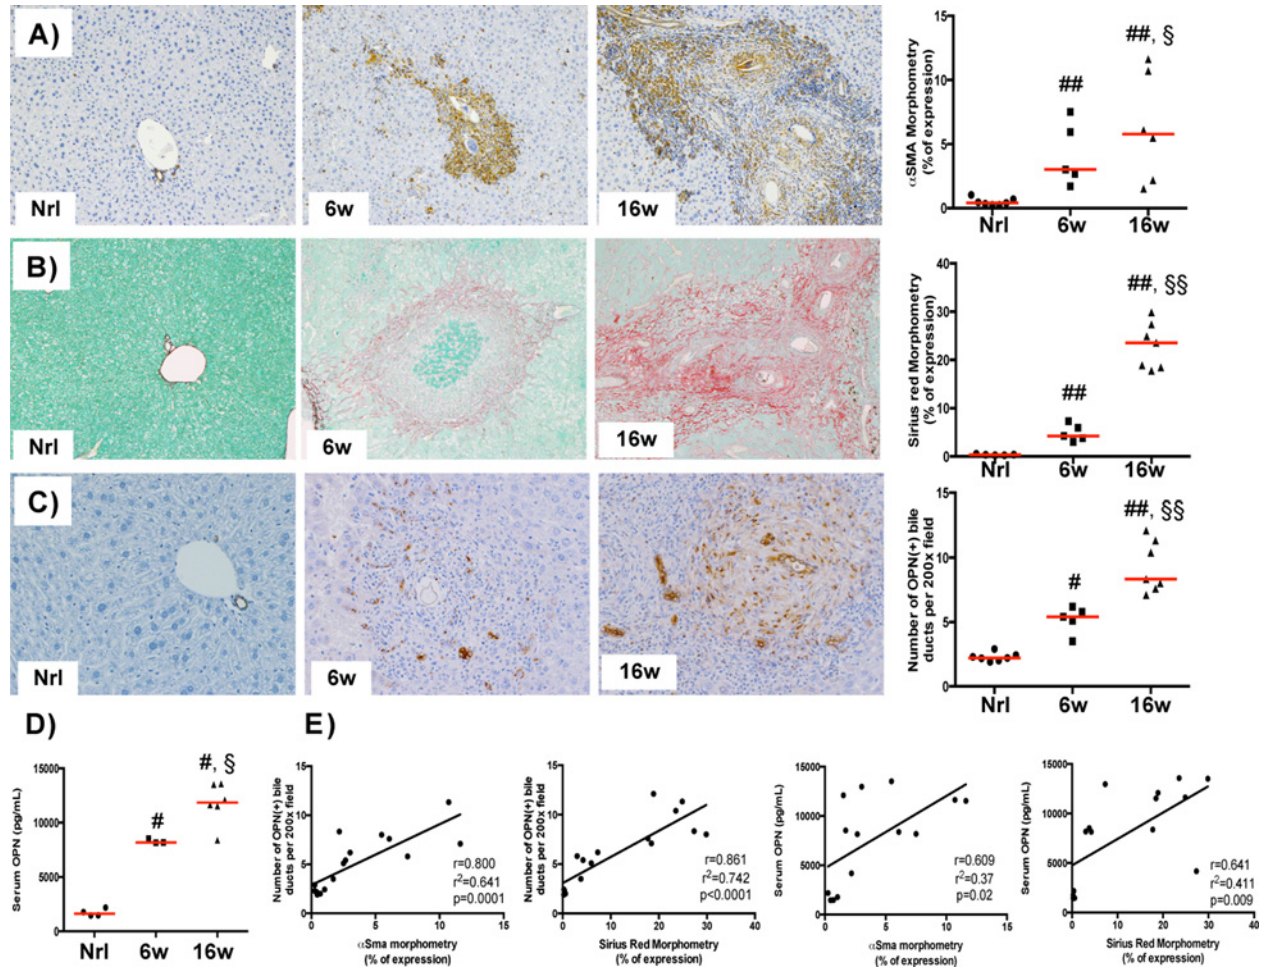 A)
Nrl
6w
16w
αSMA Morphometry
(% of expression)
15
10
5
0
##
##, §
Nrl
6w
16w
B)
Nrl
6w
16w
Sirius red Morphometry
(% of expression)
40
30
20
10
0
##
##, §§
Nrl
6w
16w
C)
Nrl
6w
16w
Number of OPN(+) bile
ducts per 200x field
15
10
5
0
#
##, §§
Nrl
6w
16w
D)
Serum OPN (pg/mL)
15000
10000
5000
0
#
#, §
Nrl
6w
16w
E)
Number of OPN(+) bile
ducts per 200x field
15
10
5
0
r=0.800
r²=0.641
p=0.0001
0
5
10
15
αSma morphometry
(% of expression)
Number of OPN(+) bile
ducts per 200x field
15
10
5
0
r=0.861
r²=0.742
p<0.0001
0
10
20
30
40
Sirius Red Morphometry
(% of expression)
Serum OPN (pg/mL)
15000
10000
5000
0
r=0.609
r²=0.37
p=0.02
0
5
10
15
αSma morphometry
(% of expression)
Serum OPN (pg/mL)
15000
10000
5000
0
r=0.641
r²=0.411
p=0.009
0
10
20
30
40
Sirius Red Morphometry
(% of expression)